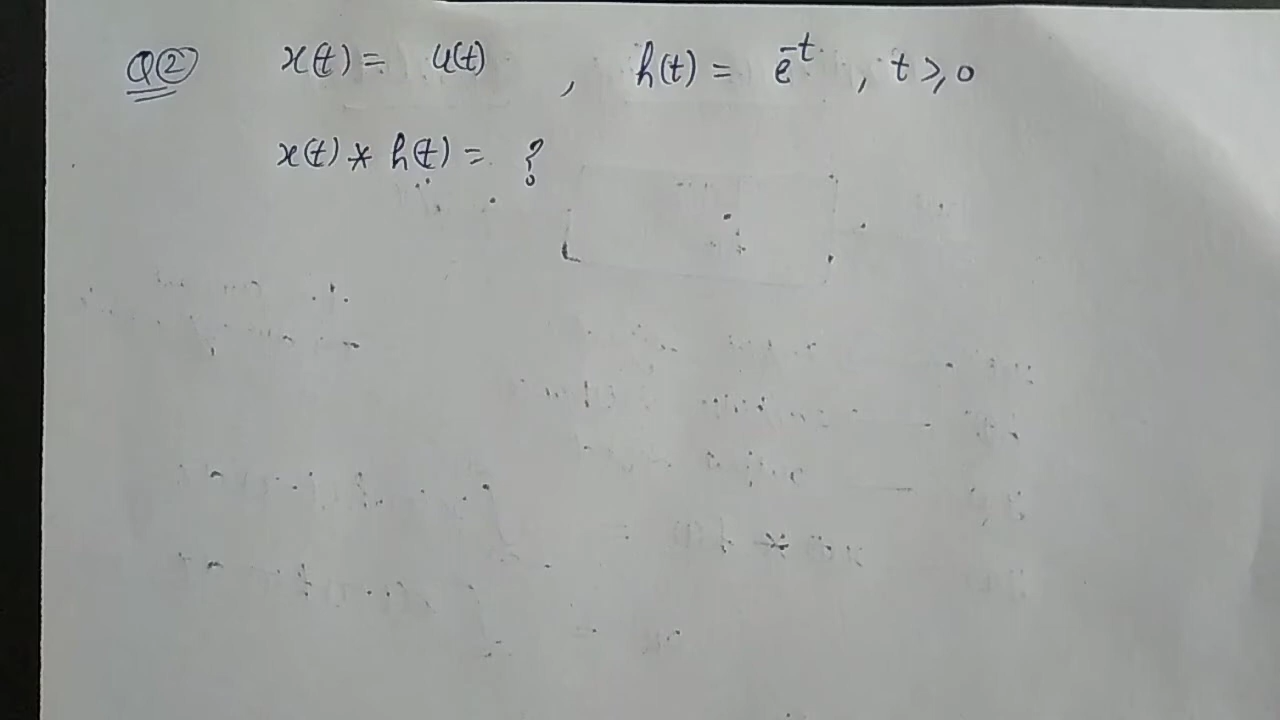 Q② x(t) = u(t) , h(t) = e^-t , t ≥ 0
x(t) * h(t) = ?